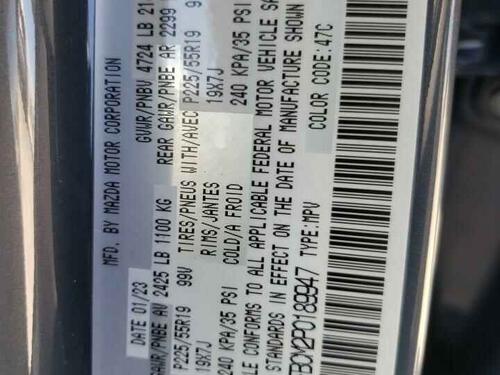 MFD. BY MAZDA MOTOR CORPORATION
DATE 01/23 GVWR/PNBV 4724 LB 21
GAWR/PNBE AV 2425 LB 1100 KG REAR GAWR/PNBE AR 2299
P225/55R19 99V TIRES/PNEUS WITH/AVEC P225/55R19 9
19X7J RIMS/JANTES 19X7J
240 KPA/35 PSI COLD/A FROID 240 KPA/35 PSI
CONFORMS TO ALL APPLICABLE FEDERAL MOTOR VEHICLE
STANDARDS IN EFFECT ON THE DATE OF MANUFACTURE SHOWN
P0189947 TYPE:MPV COLOR CODE: 47C